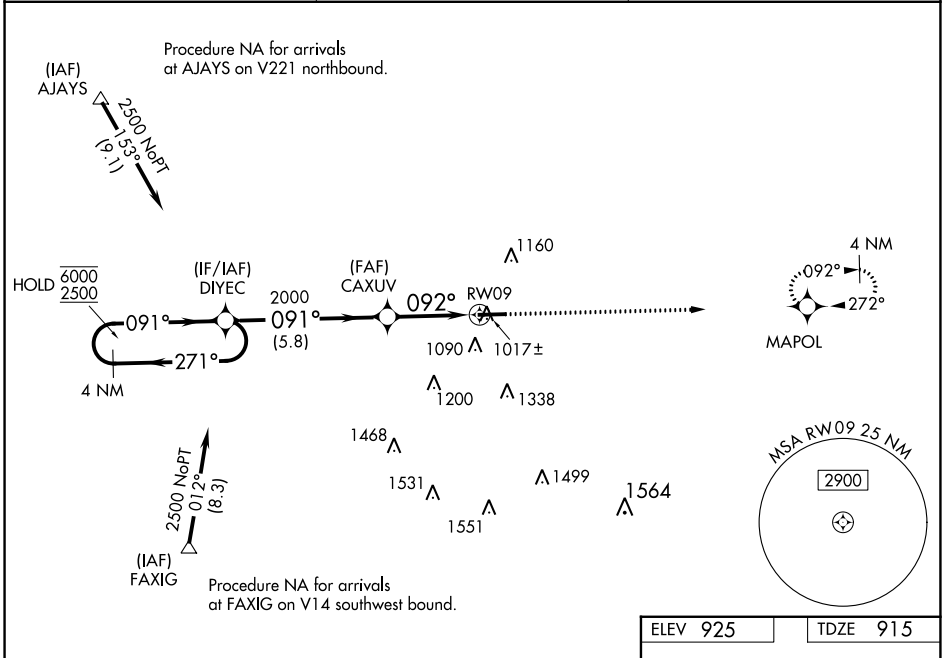 Procedure NA for arrivals
at AJAYS on V221 northbound.
(IAF)
AJAYS
2500 NoPT
153°
(9.1)
1160
4 NM
092°
272°
MAPOL
HOLD
6000
2500
(IF/IAF)
DIYEC
(FAF)
CAXUV
RW09
2000
091°
091°
(5.8)
092°
271°
4 NM
1090
1017±
1200
1338
1468
1531
1499
1551
1564
MSA RW09 25 NM
2900
2500 NoPT
012°
(8.3)
(IAF)
FAXIG
Procedure NA for arrivals
at FAXIG on V14 southwest bound.
ELEV 925
TDZE 915